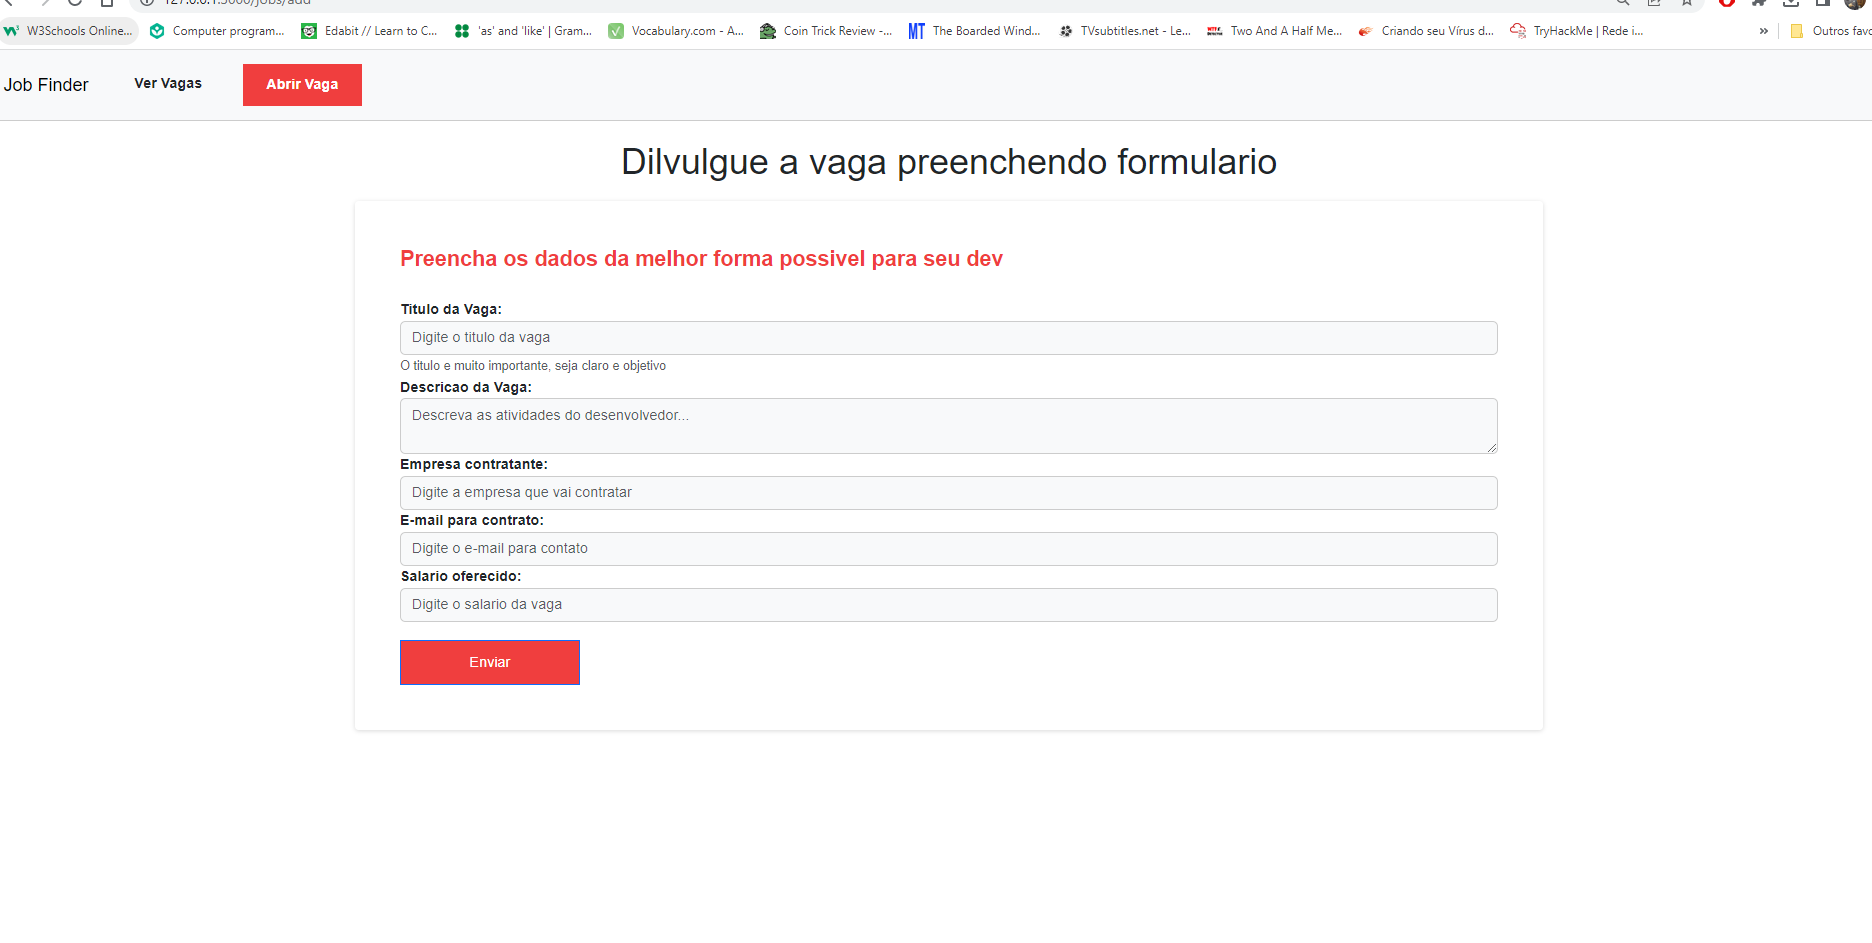 127.0.0.1:3000/jobs/add
W3Schools Online... Computer program... Edabit // Learn to C... 'as' and 'like' | Gram... Vocabulary.com - A... Coin Trick Review -... MT The Boarded Wind... TVsubtitles.net - Le... Two And A Half Me... Criando seu Vírus d... TryHackMe | Rede i... » Outros favo
Job Finder Ver Vagas Abrir Vaga
Dilvulgue a vaga preenchendo formulario
Preencha os dados da melhor forma possivel para seu dev
Titulo da Vaga:
Digite o titulo da vaga
O titulo e muito importante, seja claro e objetivo
Descricao da Vaga:
Descreva as atividades do desenvolvedor...
Empresa contratante:
Digite a empresa que vai contratar
E-mail para contrato:
Digite o e-mail para contato
Salario oferecido:
Digite o salario da vaga
Enviar